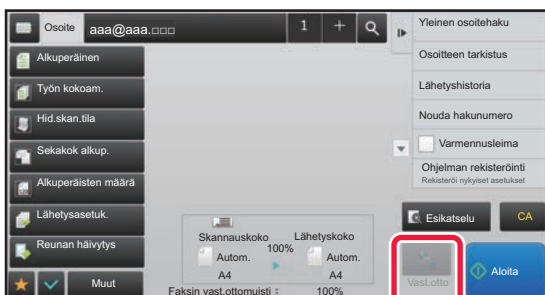 Osoite aaa@aaa.□□□ 1 +
Alkuperäinen
Työn kokoam.
Hid.skan.tila
Sekakok alkup.
Alkuperäisten määrä
Lähetysasetuk.
Reunan häivytys
Muut
Skannauskoko 100% Lähetyskoko
Autom. Autom.
A4 A4
Faksin vast.ottomuisti : 100%
Yleinen osoitehaku
Osoitteen tarkistus
Lähetyshistoria
Nouda hakunumero
Varmennusleima
Ohjelman rekisteröinti
Rekisteröi nykyiset asetukset
Esikatselu CA
Vast.otto Aloita